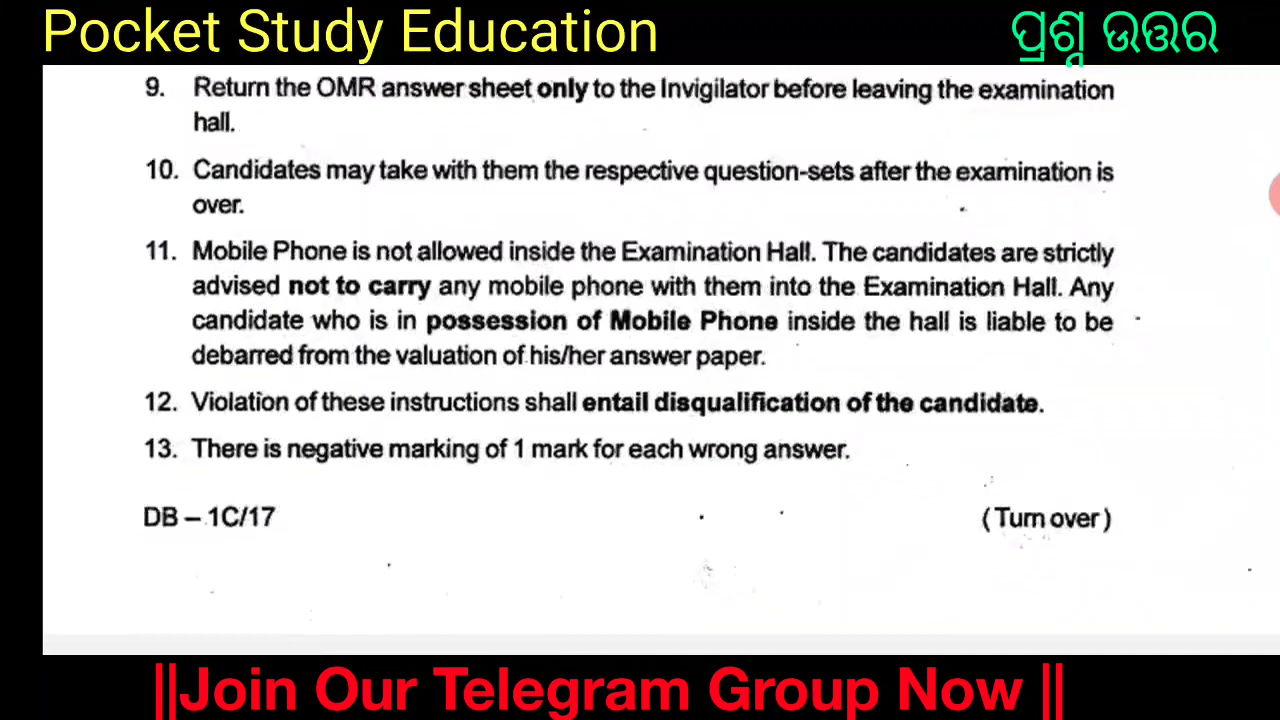 Pocket Study Education
ପ୍ରଶ୍ନ ଉତ୍ତର
9. Return the OMR answer sheet only to the Invigilator before leaving the examination
hall.
10. Candidates may take with them the respective question-sets after the examination is
over.
11. Mobile Phone is not allowed inside the Examination Hall. The candidates are strictly
advised not to carry any mobile phone with them into the Examination Hall. Any
candidate who is in possession of Mobile Phone inside the hall is liable to be
debarred from the valuation of his/her answer paper.
12. Violation of these instructions shall entail disqualification of the candidate.
13. There is negative marking of 1 mark for each wrong answer.
DB – 1C/17 (Turn over)
||Join Our Telegram Group Now ||